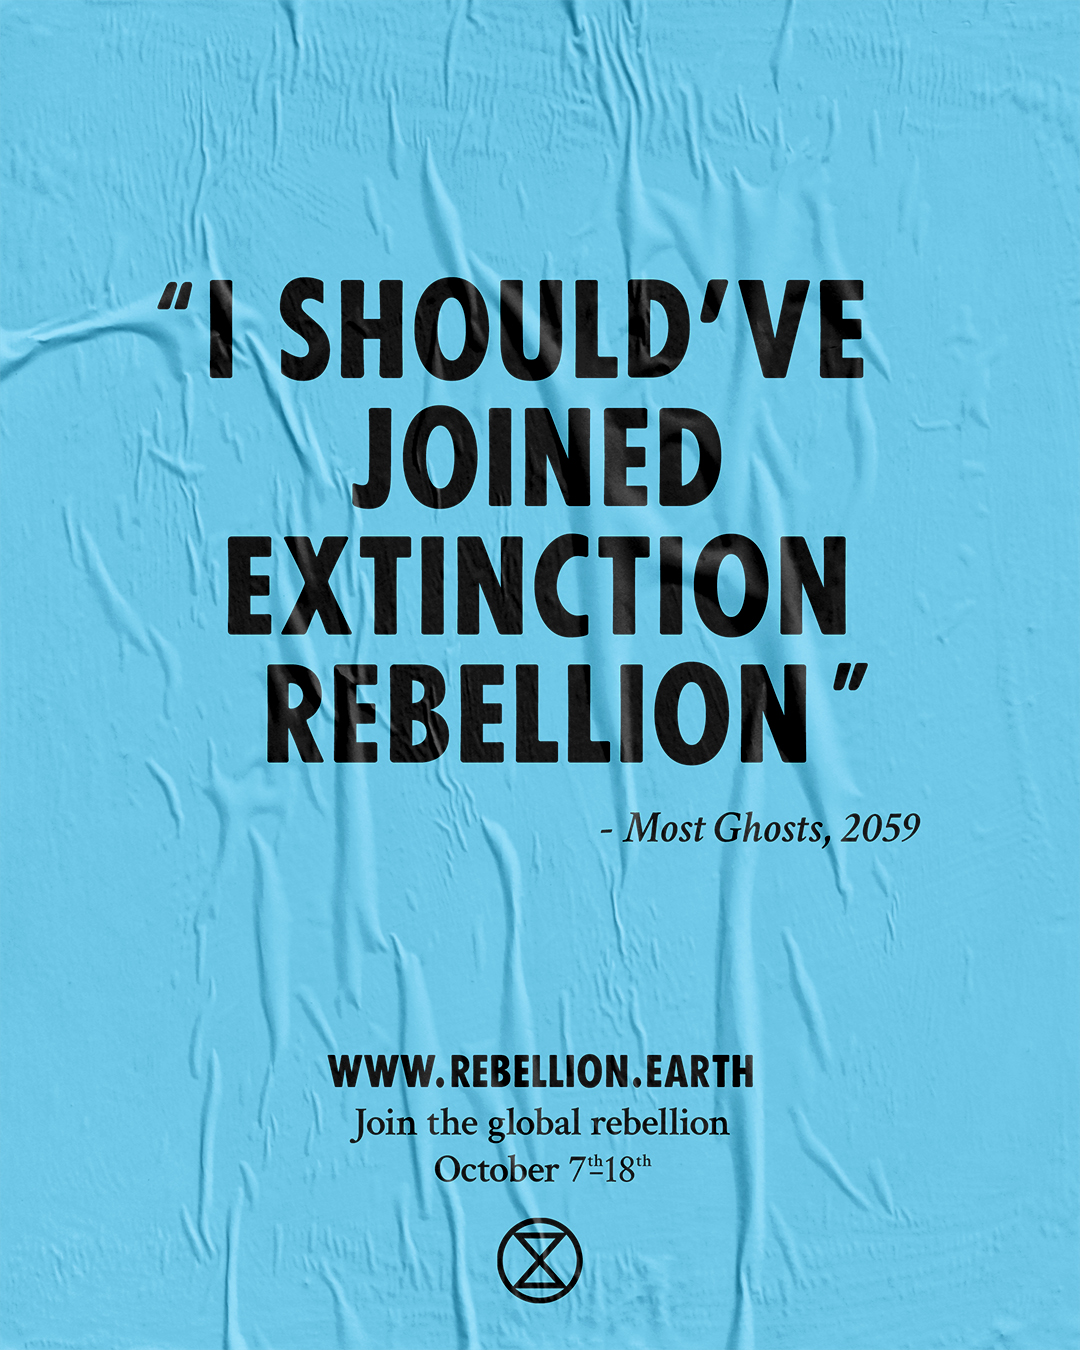 “I SHOULD’VE
JOINED
EXTINCTION
REBELLION”
- Most Ghosts, 2059
WWW.REBELLION.EARTH
Join the global rebellion
October 7th-18th